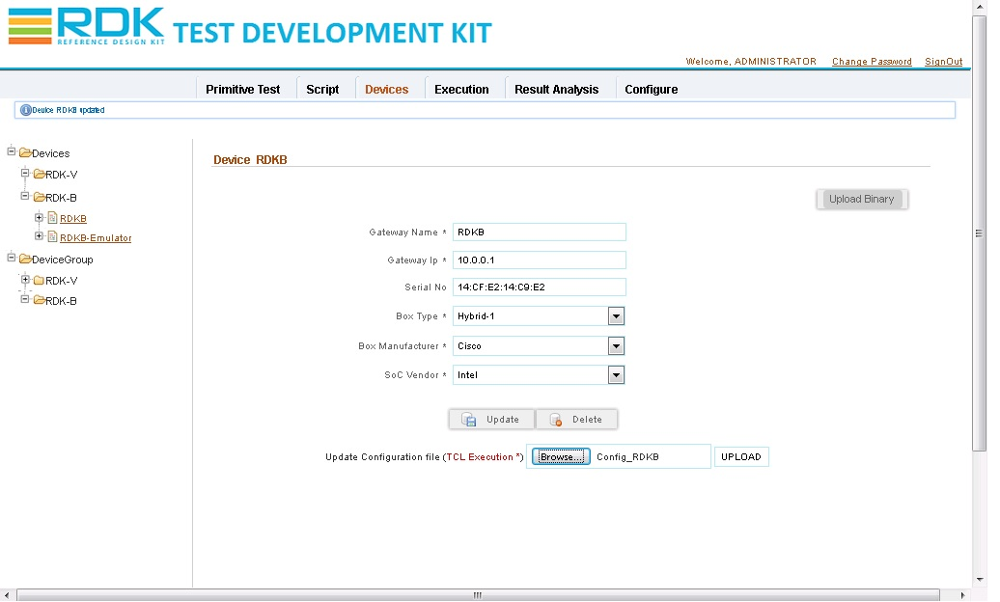 RDK TEST DEVELOPMENT KIT
REFERENCE DESIGN KIT
Welcome, ADMINISTRATOR Change Password SignOut
Primitive Test Script Devices Execution Result Analysis Configure
Device RDKB updated
Devices
RDK-V
RDK-B
RDKB
RDKB-Emulator
DeviceGroup
RDK-V
RDK-B
Device RDKB
Upload Binary
Gateway Name * RDKB
Gateway Ip * 10.0.0.1
Serial No 14:CF:E2:14:C9:E2
Box Type * Hybrid-1
Box Manufacturer * Cisco
SoC Vendor * Intel
Update Delete
Update Configuration file (TCL Execution *) Browse... Config_RDKB UPLOAD